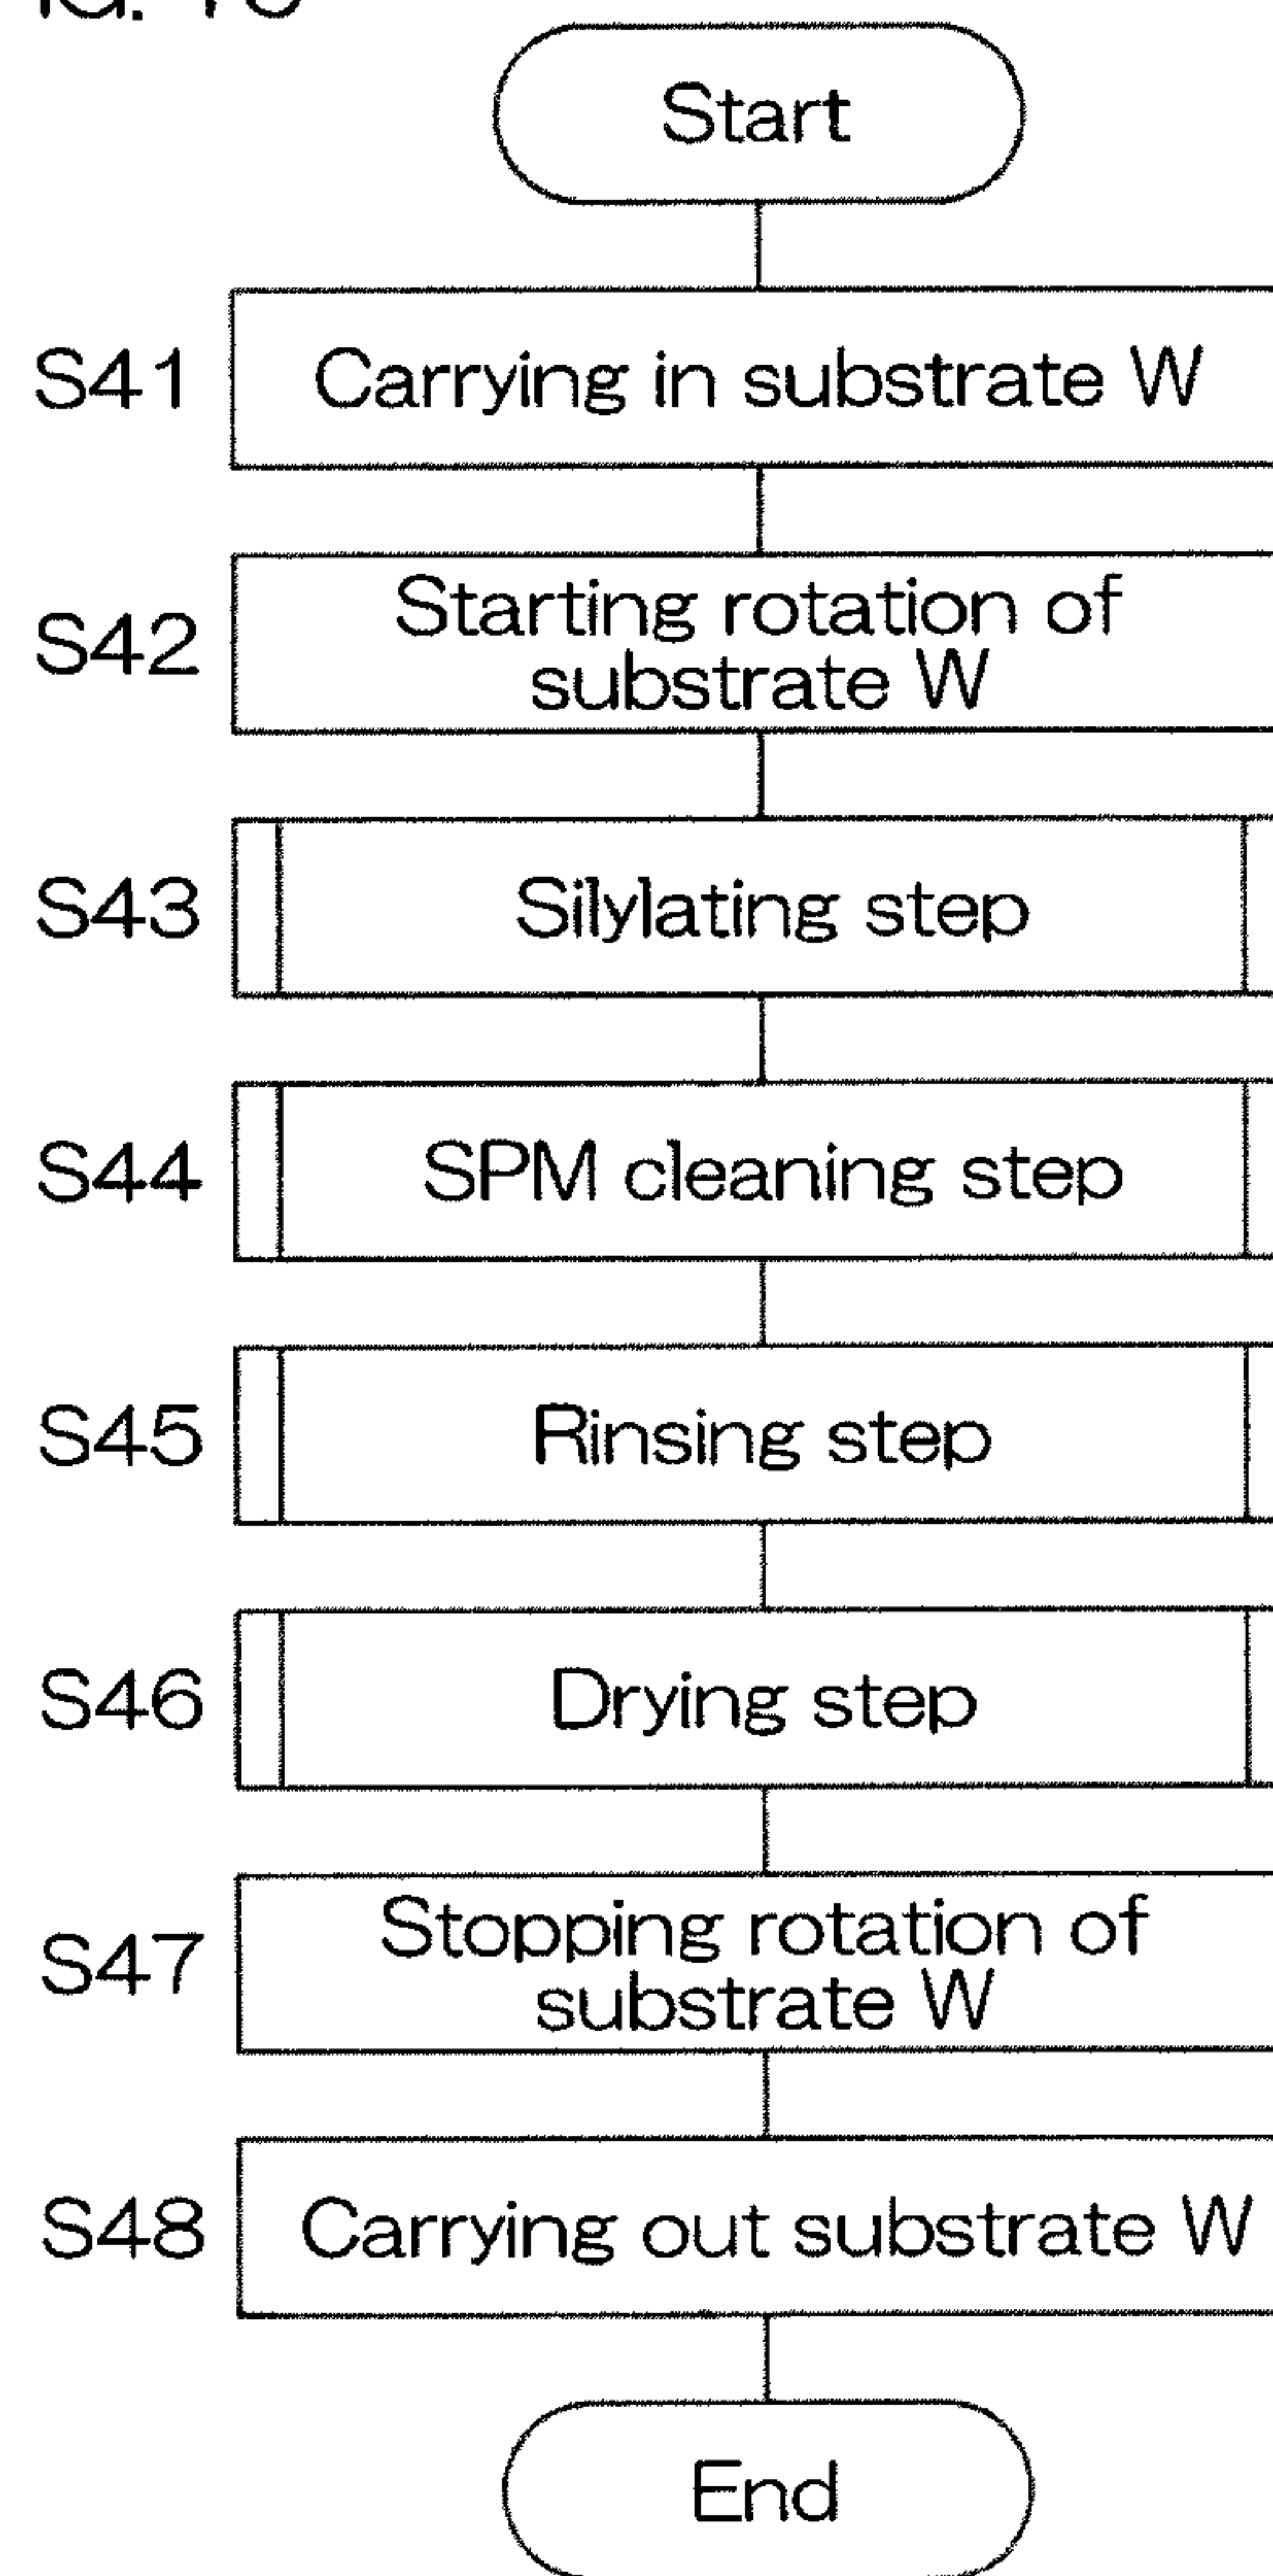 Start
S41 Carrying in substrate W
S42 Starting rotation of
substrate W
S43 Silylating step
S44 SPM cleaning step
S45 Rinsing step
S46 Drying step
S47 Stopping rotation of
substrate W
S48 Carrying out substrate W
End